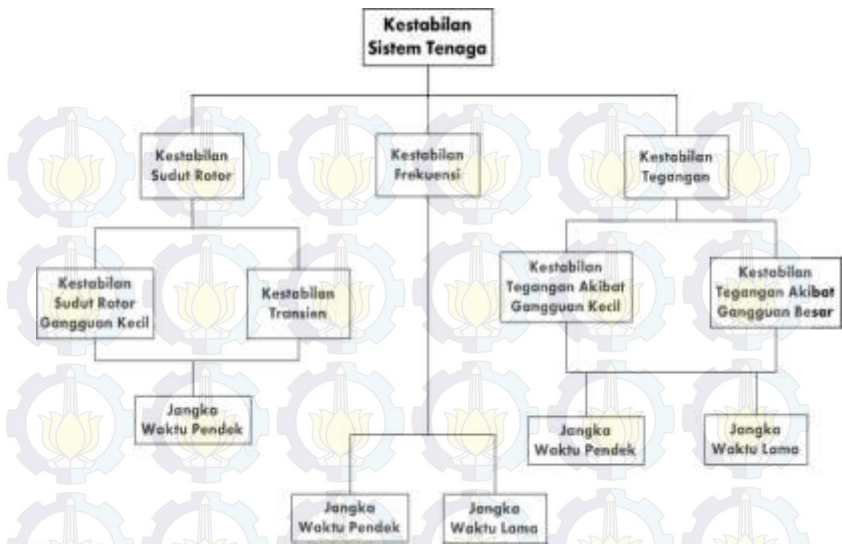 Kestabilan
Sistem Tenaga
Kestabilan
Sudut Rotor
Kestabilan
Frekuensi
Kestabilan
Tegangan
Kestabilan
Sudut Rotor
Gangguan Kecil
Kestabilan
Transien
Kestabilan
Tegangan Akibat
Gangguan Kecil
Kestabilan
Tegangan Akibat
Gangguan Besar
Jangka
Waktu Pendek
Jangka
Waktu Pendek
Jangka
Waktu Lama
Jangka
Waktu Pendek
Jangka
Waktu Lama